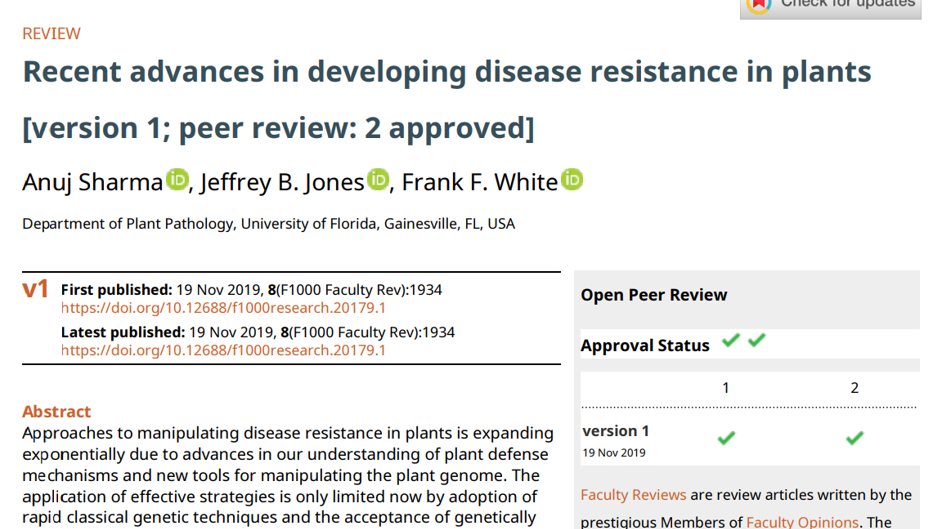 Check for updates
REVIEW
Recent advances in developing disease resistance in plants
[version 1; peer review: 2 approved]
Anuj Sharma iD, Jeffrey B. Jones iD, Frank F. White iD
Department of Plant Pathology, University of Florida, Gainesville, FL, USA
v1 First published: 19 Nov 2019, 8(F1000 Faculty Rev):1934
https://doi.org/10.12688/f1000research.20179.1
Latest published: 19 Nov 2019, 8(F1000 Faculty Rev):1934
https://doi.org/10.12688/f1000research.20179.1
Abstract
Approaches to manipulating disease resistance in plants is expanding
exponentially due to advances in our understanding of plant defense
mechanisms and new tools for manipulating the plant genome. The
application of effective strategies is only limited now by adoption of
rapid classical genetic techniques and the acceptance of genetically
Open Peer Review
Approval Status
1 2
version 1
19 Nov 2019
Faculty Reviews are review articles written by the
prestigious Members of Faculty Opinions. The